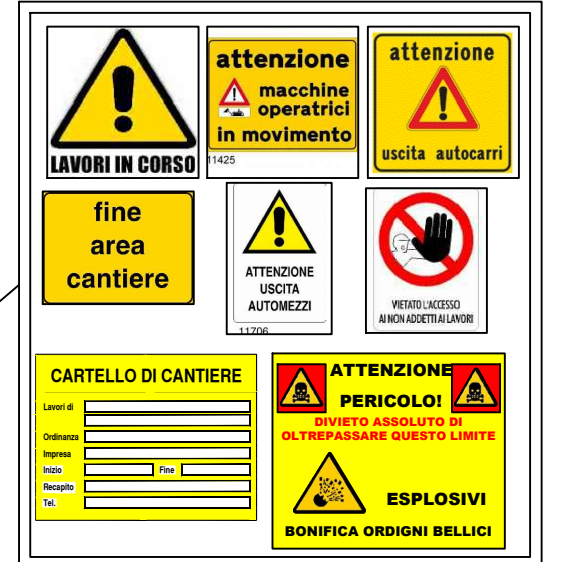 LAVORI IN CORSO
attenzione
macchine
operatrici
in movimento
11425
attenzione
uscita autocarri
fine
area
cantiere
ATTENZIONE
USCITA
AUTOMEZZI
11706
VIETATO L'ACCESSO
AI NON ADDETTI AI LAVORI
CARTELLO DI CANTIERE
Lavori di
Ordinanza
Impresa
Inizio Fine
Recapito
Tel.
ATTENZIONE
PERICOLO!
DIVIETO ASSOLUTO DI
OLTREPASSARE QUESTO LIMITE
ESPLOSIVI
BONIFICA ORDIGNI BELLICI